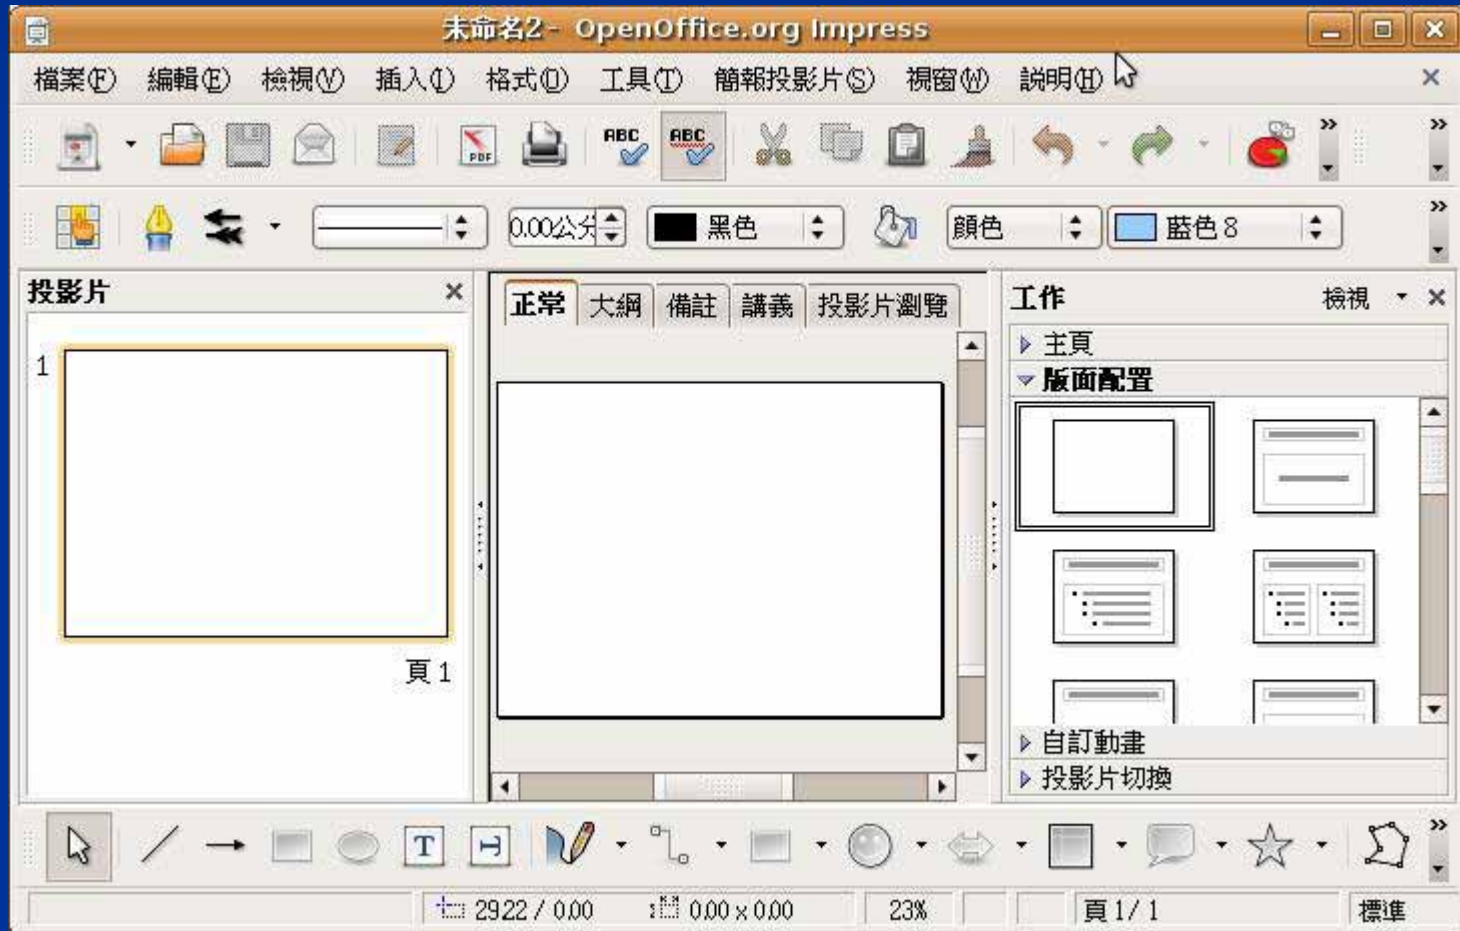 未命名2 - OpenOffice.org Impress
檔案(F) 編輯(E) 檢視(V) 插入(I) 格式(O) 工具(T) 簡報投影片(S) 視窗(W) 說明(H)
PDF ABC ABC
0.00公分 黑色 顏色 藍色 8
投影片
正常 大綱 備註 講義 投影片瀏覽
工作 檢視
1
主頁
版面配置
頁 1
自訂動畫
投影片切換
T T
29.22 / 0.00 0.00 x 0.00 23% 頁 1 / 1 標準